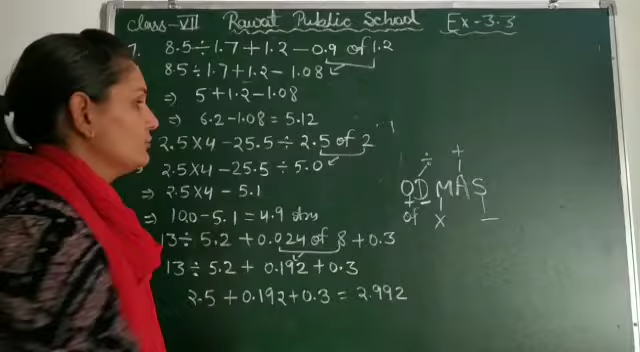 Class-VII Rawat Public School Ex-3.3
7. 8.5÷1.7+1.2-0.9 of 1.2
8.5÷1.7+1.2-1.08
⇒ 5+1.2-1.08
⇒ 6.2-1.08=5.12
2.5×4-25.5÷2.5 of 2
2.5×4-25.5÷5.0
⇒ 2.5×4-5.1
⇒ 10.0-5.1=4.9 Ans
13÷5.2+0.024 of 8+0.3
13÷5.2+0.192+0.3
2.5+0.192+0.3=2.992
÷ +
ODMAS
of × −